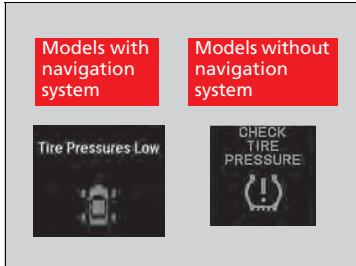 Models with
navigation
system
Models without
navigation
system
Tire Pressures Low
CHECK
TIRE
PRESSURE
(!)